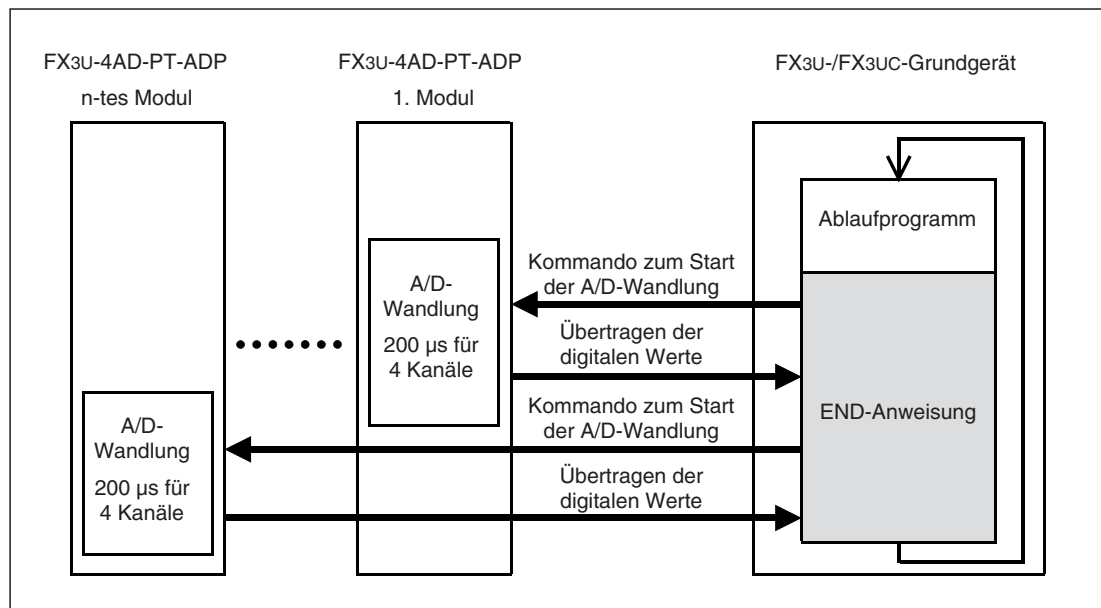 FX3U-4AD-PT-ADP
n-tes Modul
FX3U-4AD-PT-ADP
1. Modul
FX3U-/FX3UC-Grundgerät
Ablaufprogramm
Kommando zum Start
der A/D-Wandlung
A/D-
Wandlung
200 µs für
4 Kanäle
Übertragen der
digitalen Werte
Kommando zum Start
der A/D-Wandlung
END-Anweisung
A/D-
Wandlung
200 µs für
4 Kanäle
Übertragen der
digitalen Werte